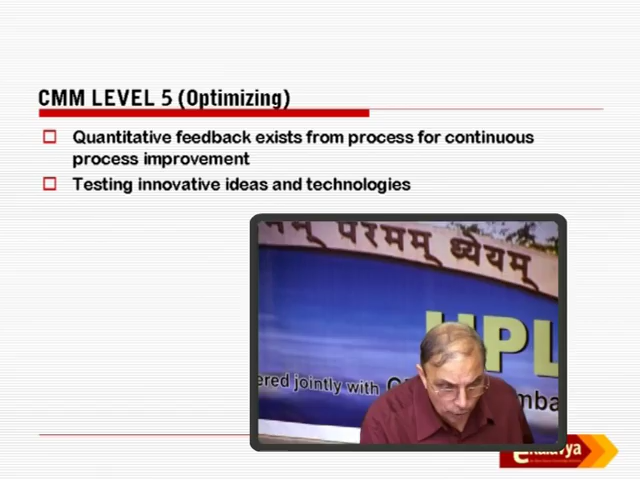 CMM LEVEL 5 (Optimizing)
Quantitative feedback exists from process for continuous
process improvement
Testing innovative ideas and technologies
परमम् ध्येयम्
ered jointly with